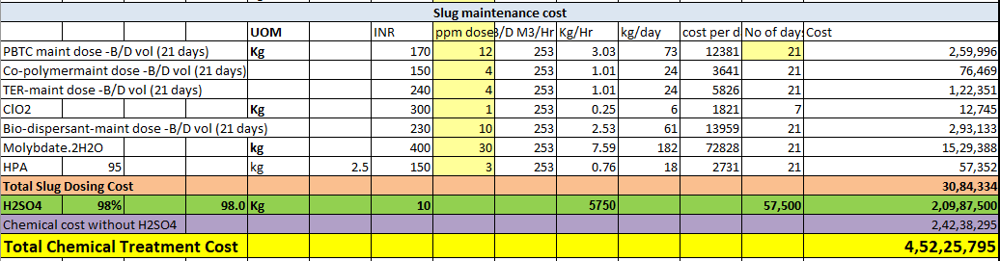 Slug maintenance cost
UOM INR ppm dose B/D M3/Hr Kg/Hr kg/day cost per d No of day Cost
PBTC maint dose -B/D vol (21 days) Kg 170 12 253 3.03 73 12381 21 2,59,996
Co-polymermaint dose -B/D vol (21 days) 150 4 253 1.01 24 3641 21 76,469
TER-maint dose -B/D vol (21 days) 240 4 253 1.01 24 5826 21 1,22,351
ClO2 Kg 300 1 253 0.25 6 1821 7 12,745
Bio-dispersant-maint dose -B/D vol (21 days) 230 10 253 2.53 61 13959 21 2,93,133
Molybdate.2H2O kg 400 30 253 7.59 182 72828 21 15,29,388
HPA 95 kg 2.5 150 3 253 0.76 18 2731 21 57,352
Total Slug Dosing Cost 30,84,334
H2SO4 98% 98.0 Kg 10 5750 57,500 2,09,87,500
Chemical cost without H2SO4 2,42,38,295
Total Chemical Treatment Cost 4,52,25,795